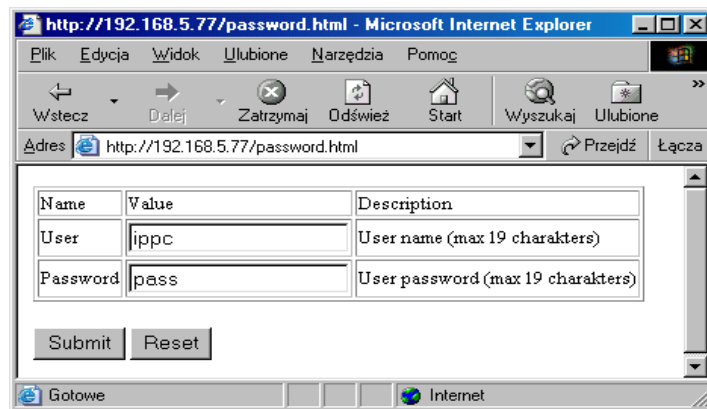 http://192.168.5.77/password.html - Microsoft Internet Explorer
Plik Edycja Widok Ulubione Narzędzia Pomoc
Wstecz Dalej Zatrzymaj Odśwież Start Wyszukaj Ulubione »
Adres http://192.168.5.77/password.html Przejdź Łącza
Name Value Description
User ippc User name (max 19 charakters)
Password pass User password (max 19 charakters)
Submit Reset
Gotowe Internet